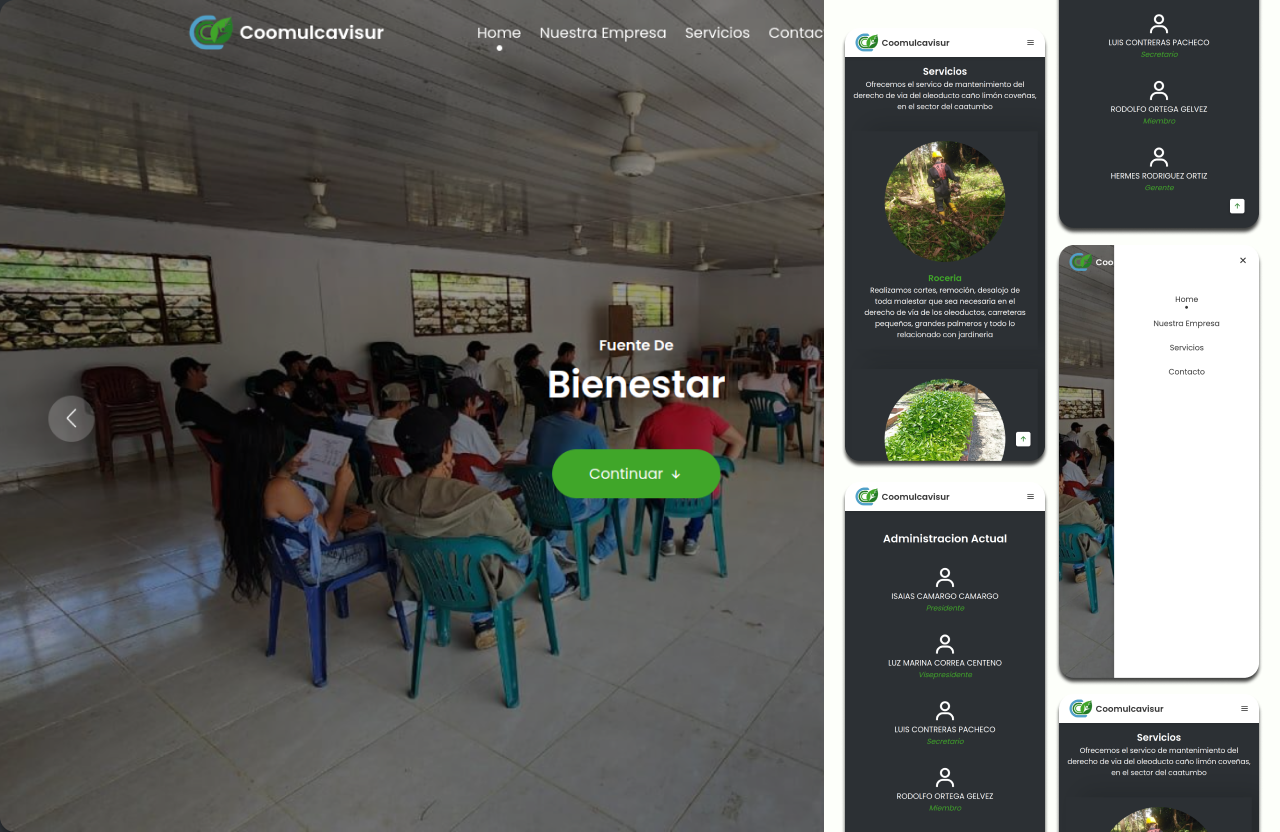 Coomulcavisur
Home Nuestra Empresa Servicios Contac
Fuente De
Bienestar
Continuar
Coomulcavisur
Servicios
Ofrecemos el servico de mantenimiento del
derecho de via del oleoducto caño limón coveñas,
en el sector del caatumbo
Roceria
Realizamos cortes, remoción, desalojo de
toda malestar que sea necesaria en el
derecho de via de los oleoductos, carreteras
pequeños, grandes palmeros y todo lo
relacionado con jardineria
Coomulcavisur
Administracion Actual
ISAIAS CAMARGO CAMARGO
Presidente
LUZ MARINA CORREA CENTENO
Visepresidente
LUIS CONTRERAS PACHECO
Secretario
RODOLFO ORTEGA GELVEZ
Miembro
LUIS CONTRERAS PACHECO
Secretario
RODOLFO ORTEGA GELVEZ
Miembro
HERMES RODRIGUEZ ORTIZ
Gerente
Coo
Home
Nuestra Empresa
Servicios
Contacto
Coomulcavisur
Servicios
Ofrecemos el servico de mantenimiento del
derecho de via del oleoducto caño limón coveñas,
en el sector del caatumbo